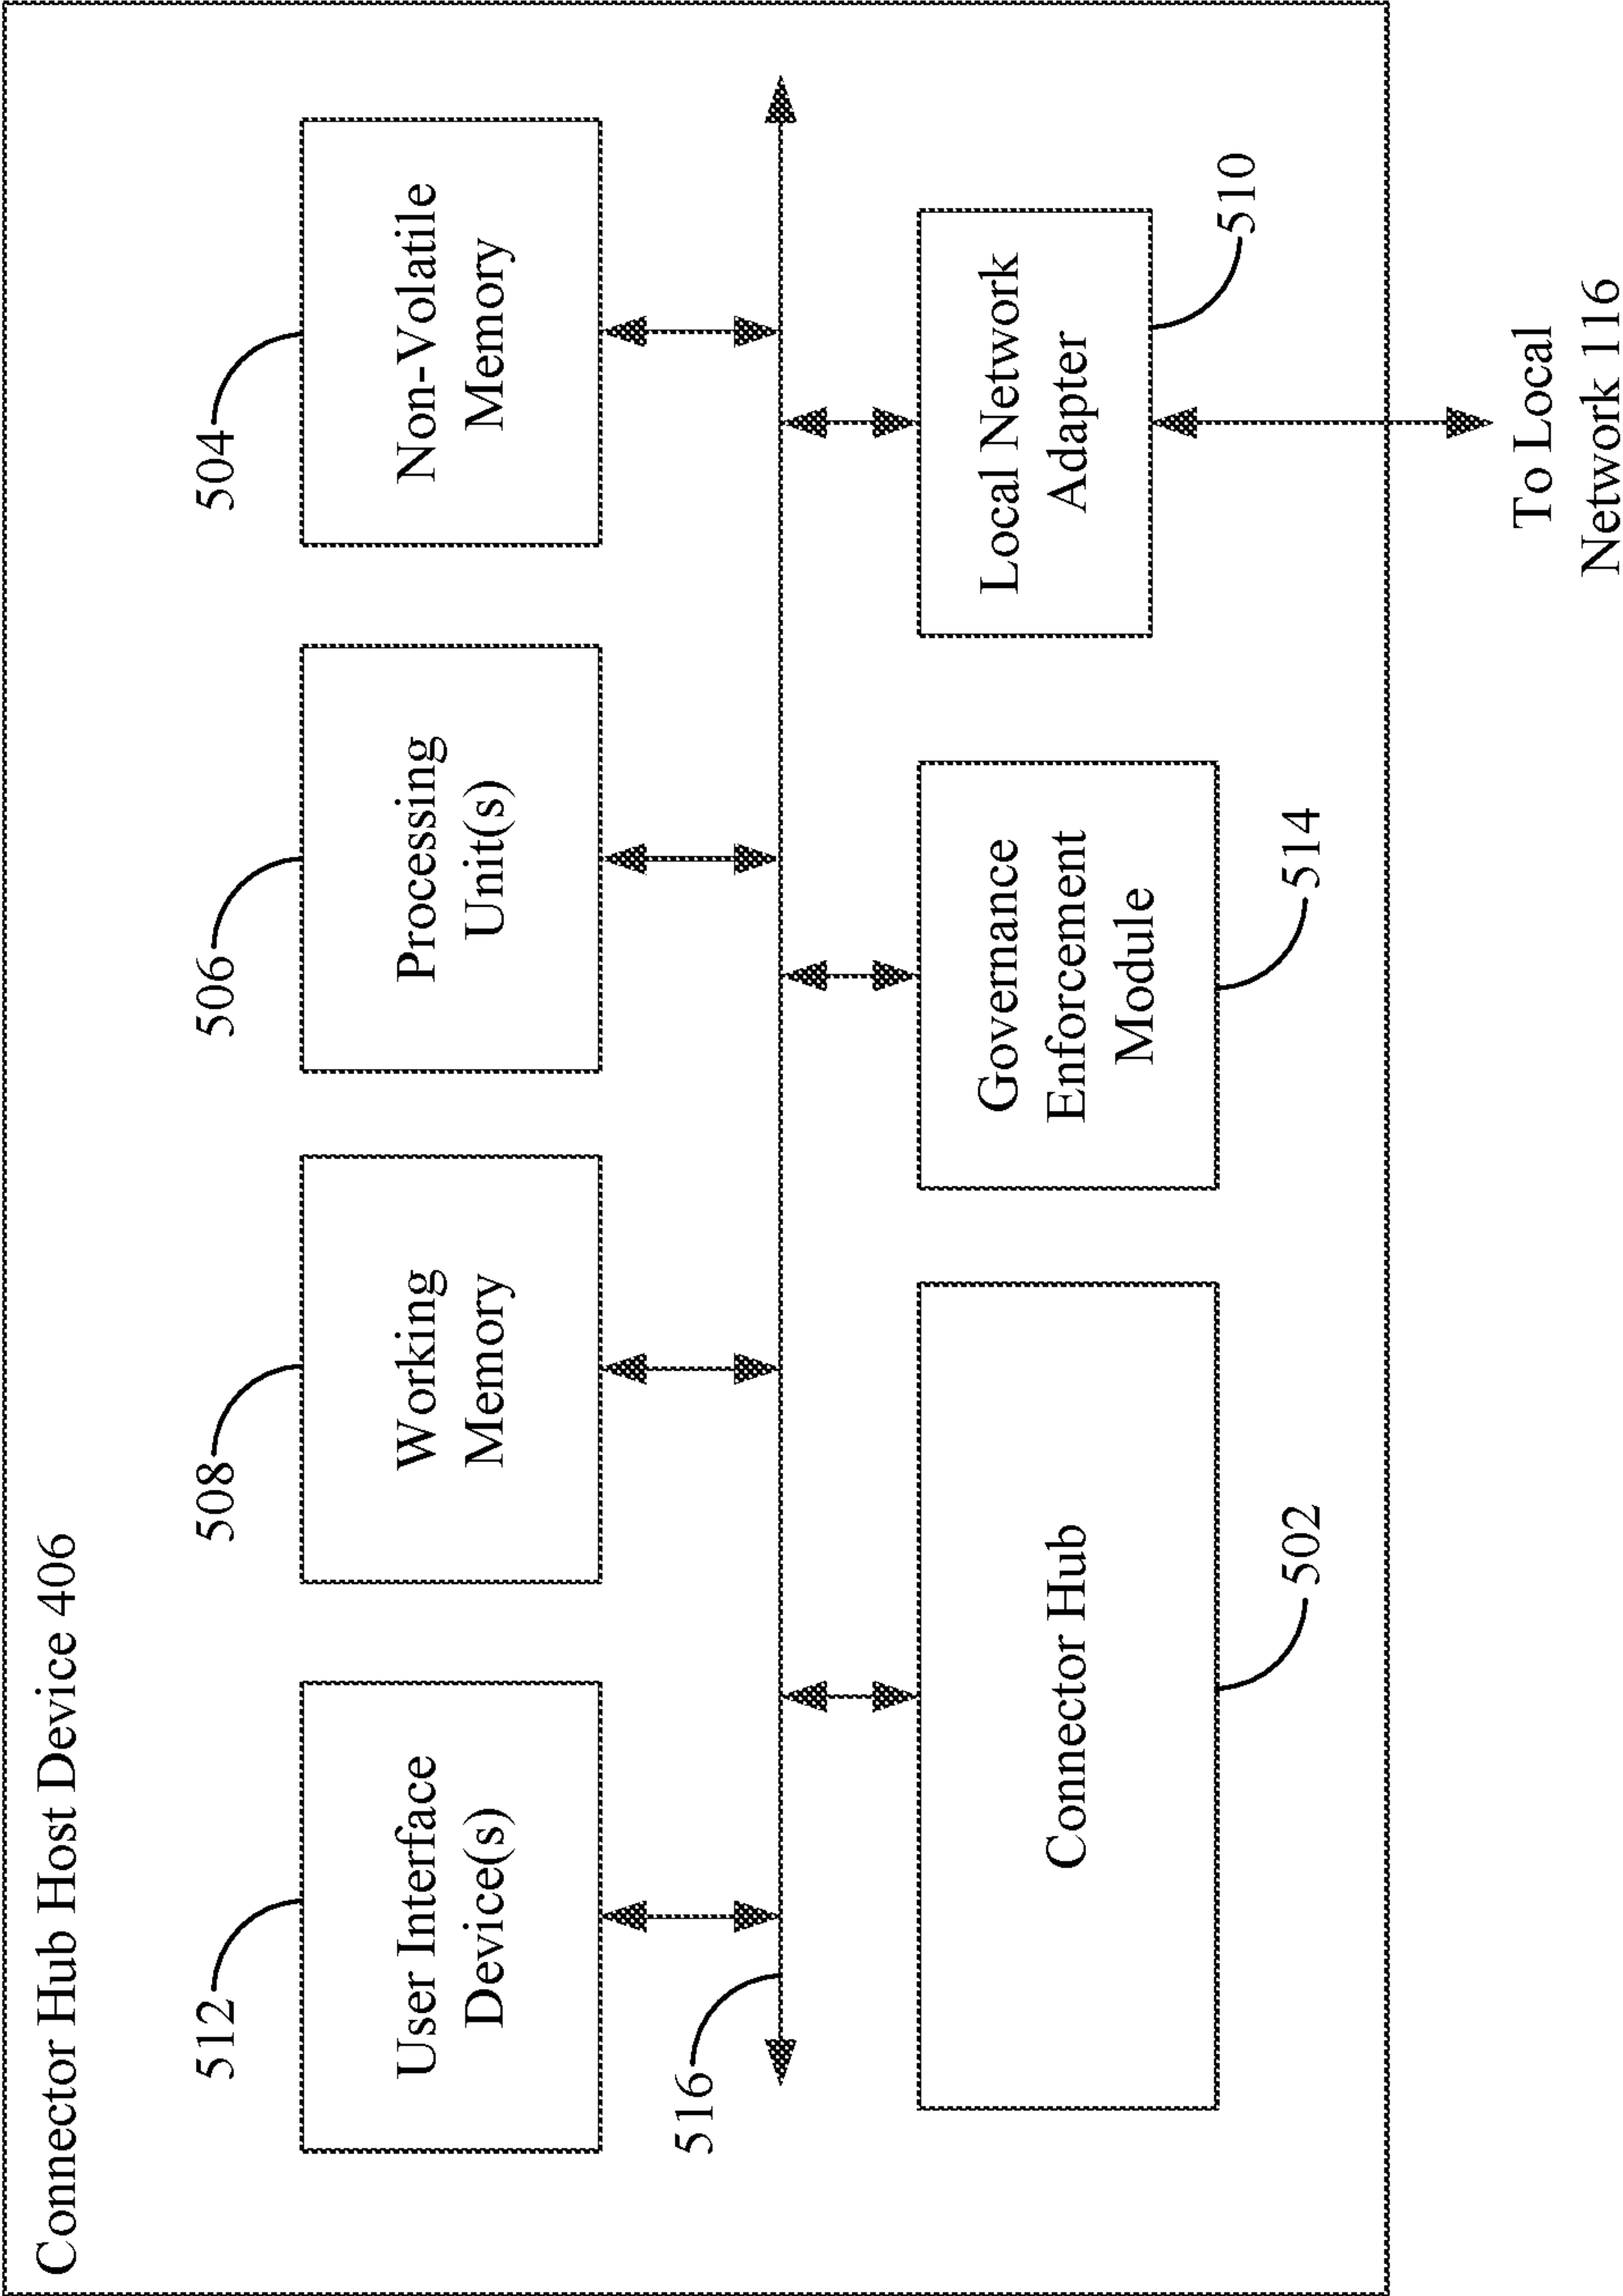 Connector Hub Host Device 406
512
508
506
504
User Interface
Device(s)
Working
Memory
Processing
Unit(s)
Non-Volatile
Memory
516
Connector Hub
Governance
Enforcement
Module
Local Network
Adapter
502
514
510
To Local
Network 116